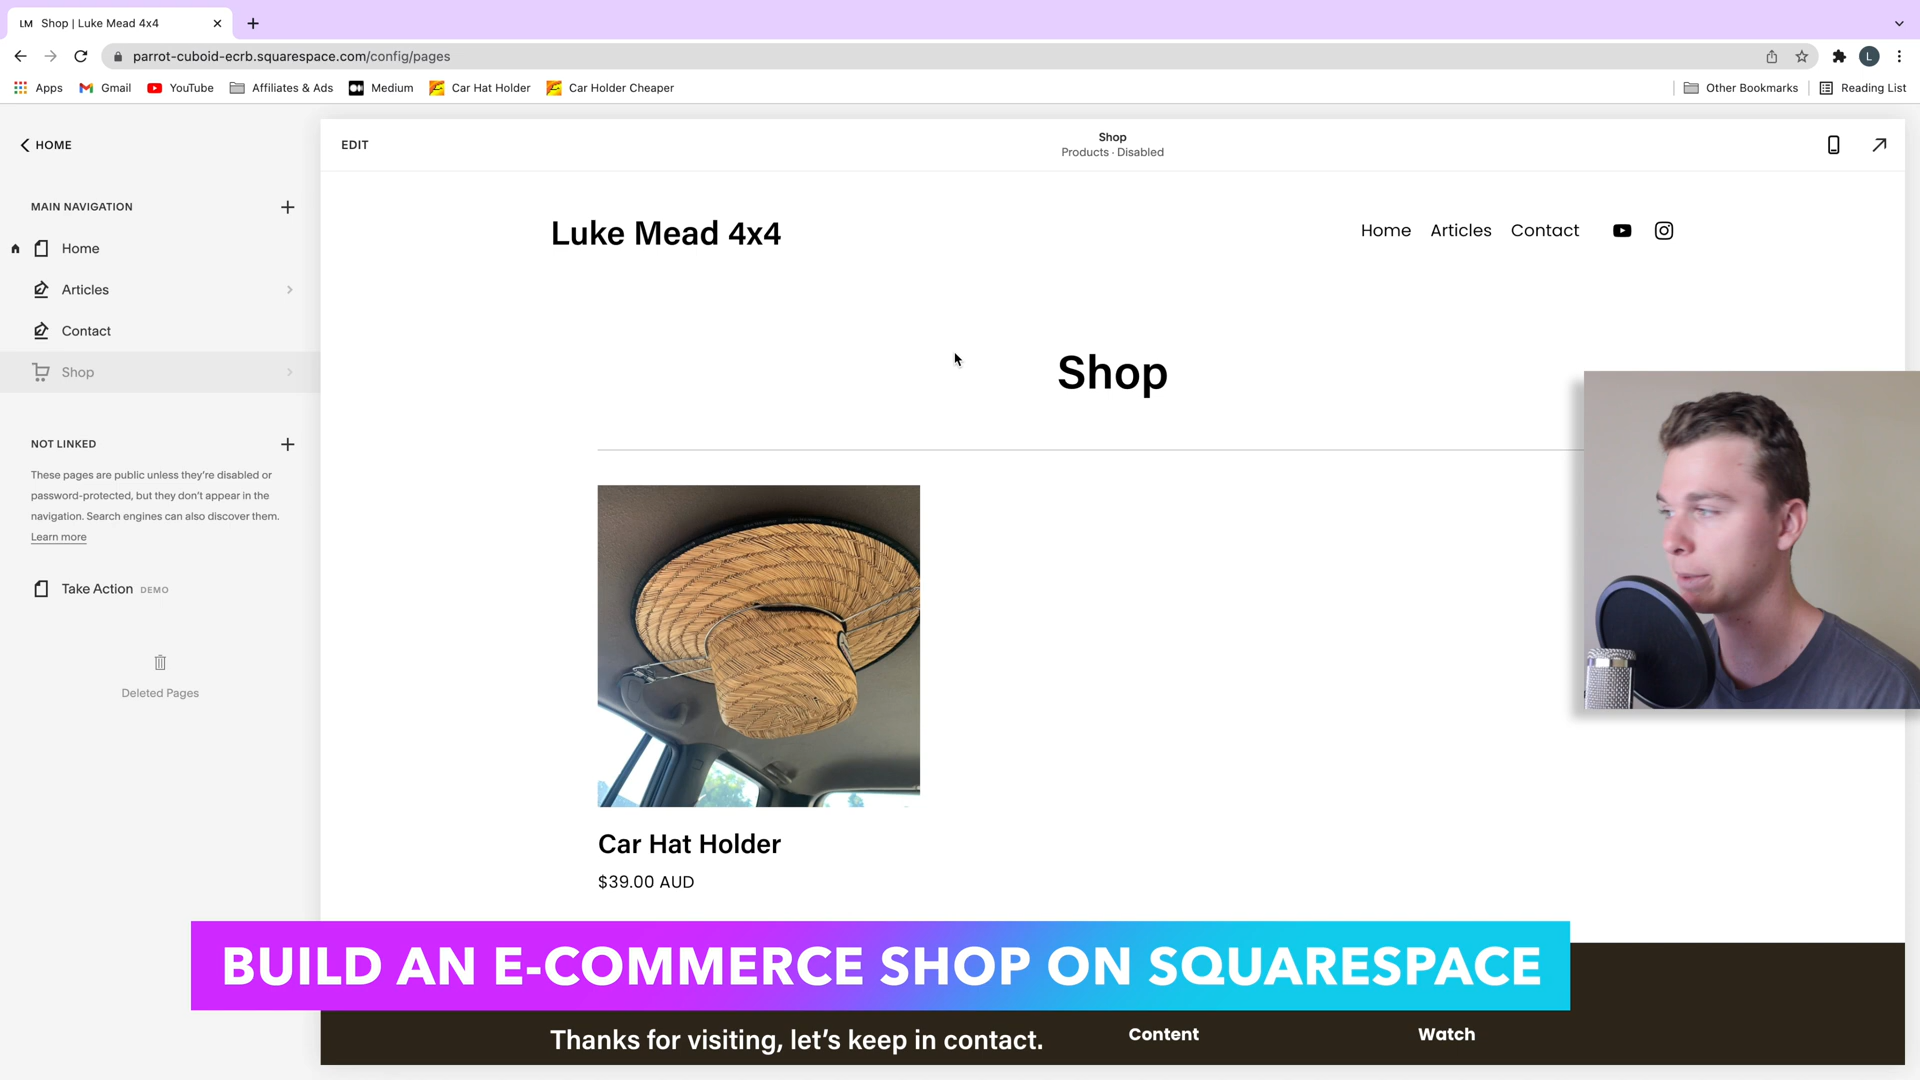 LM Shop | Luke Mead 4x4
parrot-cuboid-ecrb.squarespace.com/config/pages
L
Apps Gmail YouTube Affiliates & Ads Medium Car Hat Holder Car Holder Cheaper Other Bookmarks Reading List
HOME
EDIT
Shop
Products · Disabled
MAIN NAVIGATION
Home
Articles
Contact
Shop
NOT LINKED
These pages are public unless they're disabled or
password-protected, but they don't appear in the
navigation. Search engines can also discover them.
Learn more
Take Action DEMO
Deleted Pages
Luke Mead 4x4
Home Articles Contact
Shop
Car Hat Holder
$39.00 AUD
BUILD AN E-COMMERCE SHOP ON SQUARESPACE
Thanks for visiting, let's keep in contact.
Content
Watch